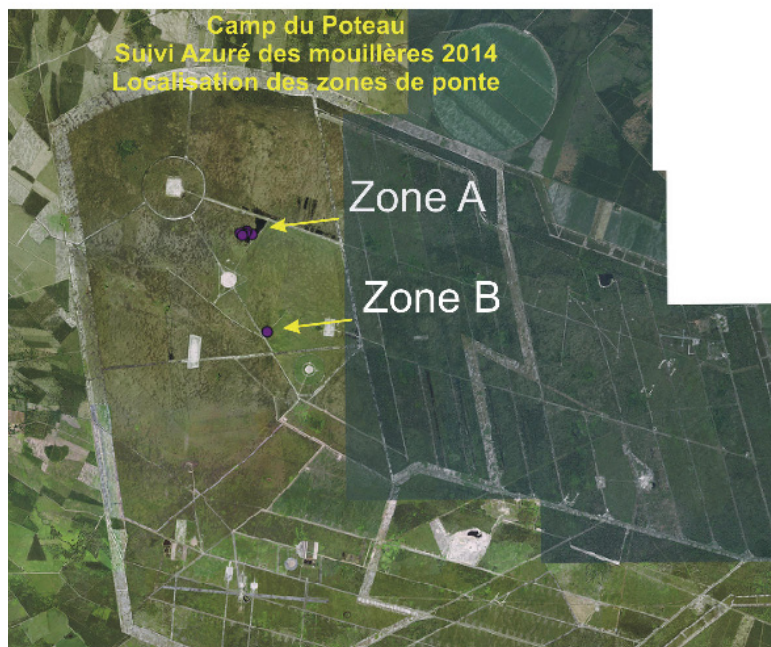 Camp du Poteau
Suivi Azuré des mouillères 2014
Localisation des zones de ponte
Zone A
Zone B